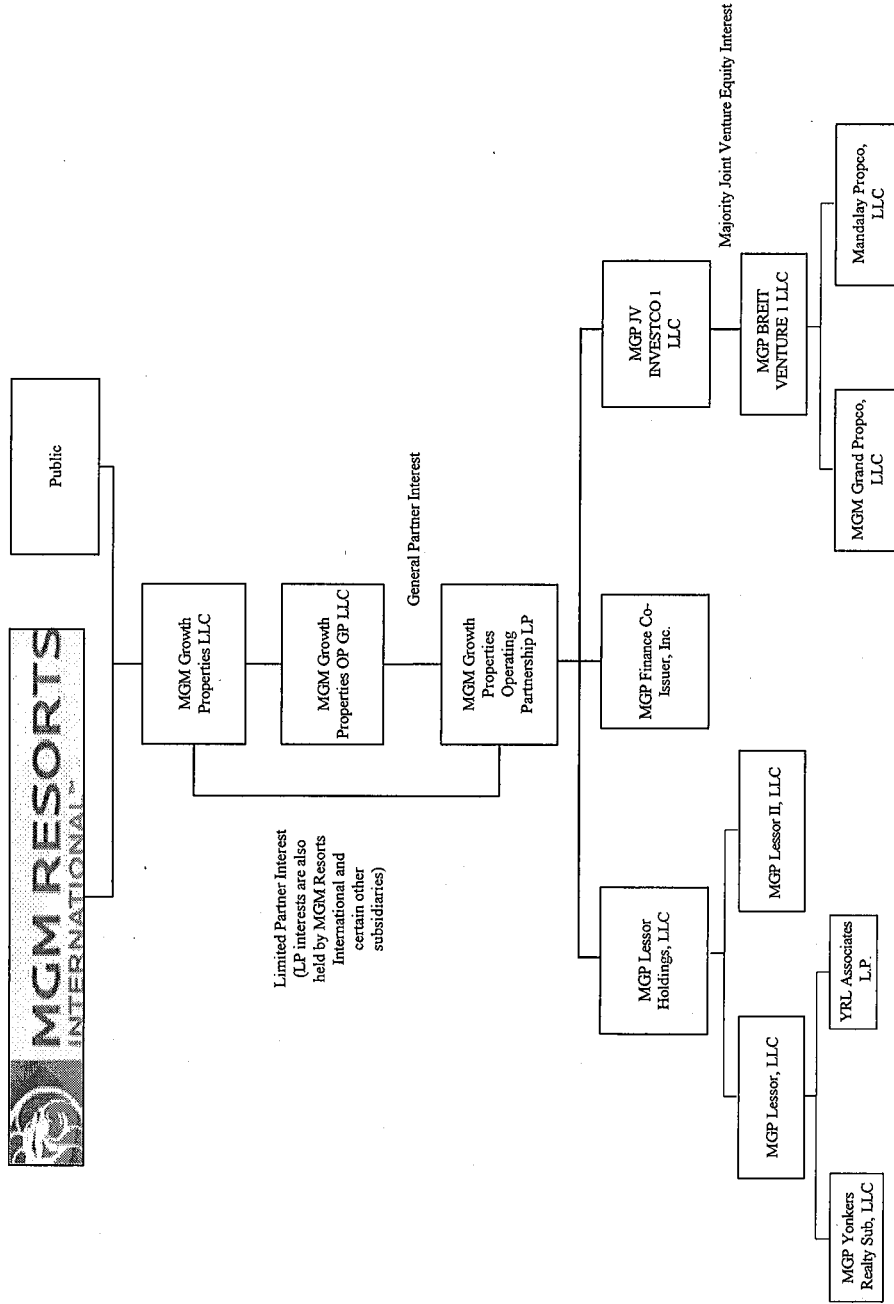 MGM RESORTS
INTERNATIONAL™
Public
MGM Growth
Properties LLC
MGM Growth
Properties OP GP LLC
General Partner Interest
Limited Partner Interest
(LP interests are also
held by MGM Resorts
International and
certain other
subsidiaries)
MGM Growth
Properties
Operating
Partnership LP
MGP Lessor
Holdings, LLC
MGP Finance Co-
Issuer, Inc.
MGP JV
INVESTCO 1
LLC
Majority Joint Venture Equity Interest
MGP Lessor, LLC
MGP Lessor II, LLC
MGP BREIT
VENTURE 1 LLC
MGP Yonkers
Realty Sub, LLC
YRL Associates
L.P.
MGM Grand Propco,
LLC
Mandalay Propco,
LLC